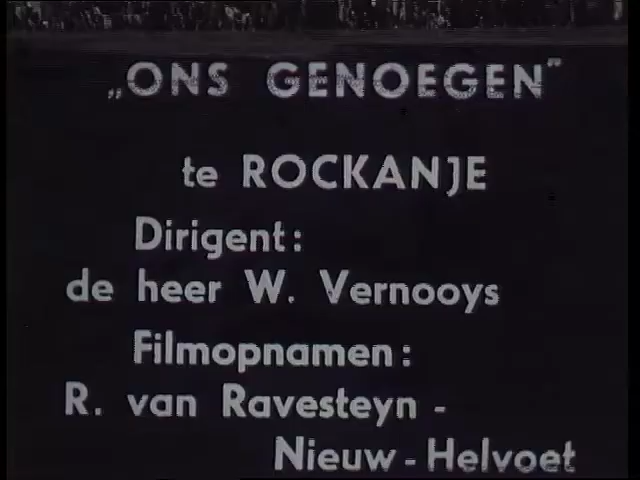 „ONS GENOEGEN"
te ROCKANJE
Dirigent:
de heer W. Vernooys
Filmopnamen:
R. van Ravesteyn -
Nieuw - Helvoet